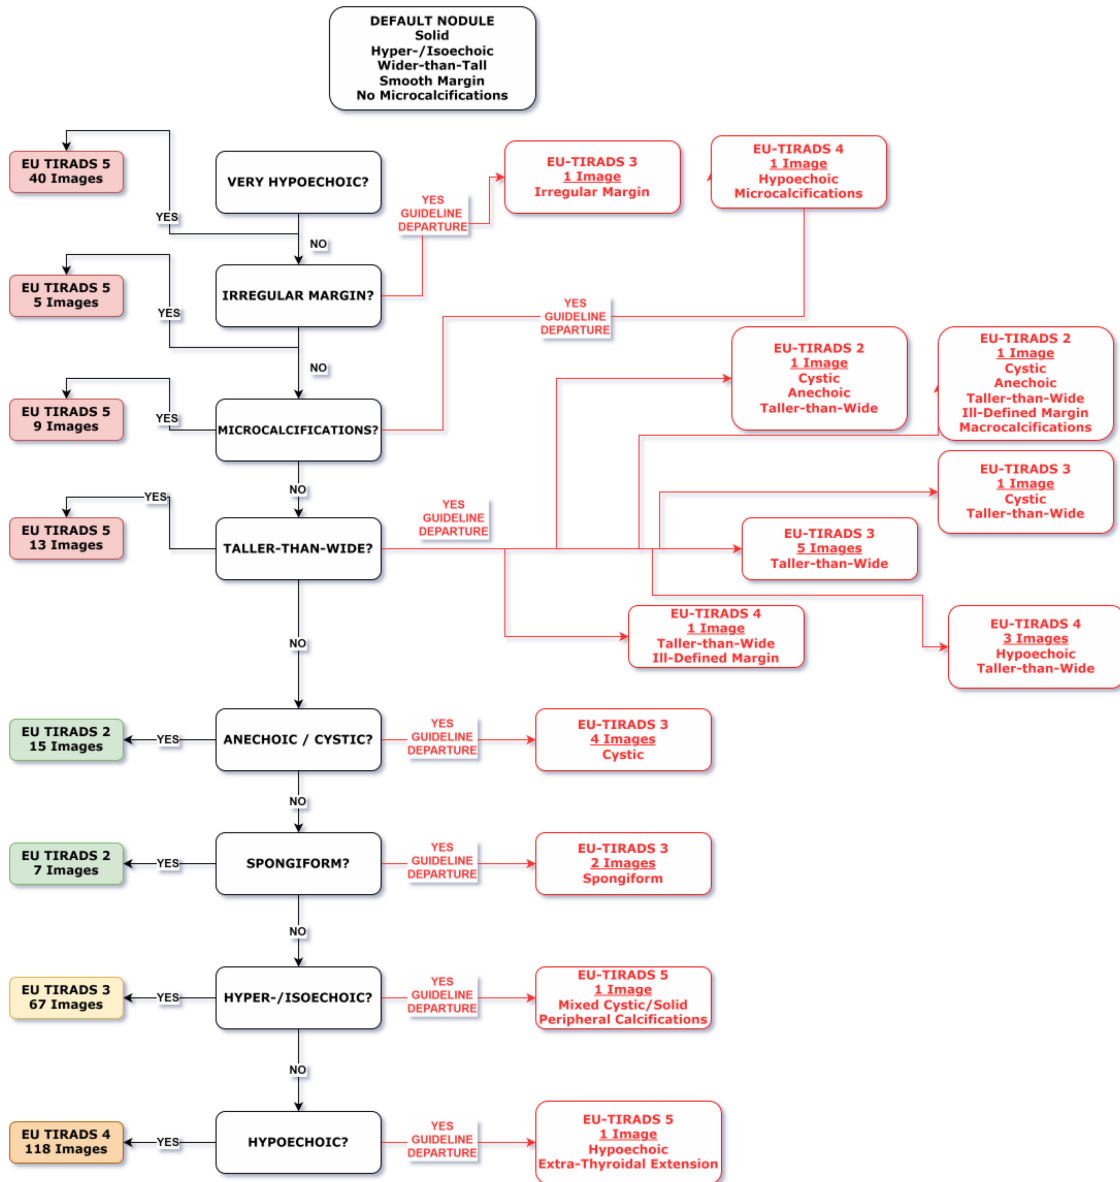 DEFAULT NODULE
Solid
Hyper-/Isoechoic
Wider-than-Tall
Smooth Margin
No Microcalcifications
EU TIRADS 5
40 Images
YES
VERY HYPOECHOIC?
NO
EU-TIRADS 3
1 Image
Irregular Margin
YES
GUIDELINE
DEPARTURE
EU-TIRADS 4
1 Image
Hypoechoic
Microcalcifications
EU TIRADS 5
5 Images
YES
IRREGULAR MARGIN?
NO
YES
GUIDELINE
DEPARTURE
EU TIRADS 5
9 Images
YES
MICROCALCIFICATIONS?
NO
EU-TIRADS 2
1 Image
Cystic
Anechoic
Taller-than-Wide
EU-TIRADS 2
1 Image
Cystic
Anechoic
Taller-than-Wide
Ill-Defined Margin
Macrocalcifications
EU TIRADS 5
13 Images
YES
TALLER-THAN-WIDE?
NO
YES
GUIDELINE
DEPARTURE
EU-TIRADS 3
1 Image
Cystic
Taller-than-Wide
EU-TIRADS 3
5 Images
Taller-than-Wide
EU-TIRADS 4
1 Image
Taller-than-Wide
Ill-Defined Margin
EU-TIRADS 4
3 Images
Hypoechoic
Taller-than-Wide
EU TIRADS 2
15 Images
YES
ANECHOIC / CYSTIC?
NO
YES
GUIDELINE
DEPARTURE
EU-TIRADS 3
4 Images
Cystic
EU TIRADS 2
7 Images
YES
SPONGIFORM?
NO
YES
GUIDELINE
DEPARTURE
EU-TIRADS 3
2 Images
Spongiform
EU TIRADS 3
67 Images
YES
HYPER-/ISOECHOIC?
NO
YES
GUIDELINE
DEPARTURE
EU-TIRADS 5
1 Image
Mixed Cystic/Solid
Peripheral Calcifications
EU TIRADS 4
118 Images
YES
HYPOECHOIC?
YES
GUIDELINE
DEPARTURE
EU-TIRADS 5
1 Image
Hypoechoic
Extra-Thyroidal Extension